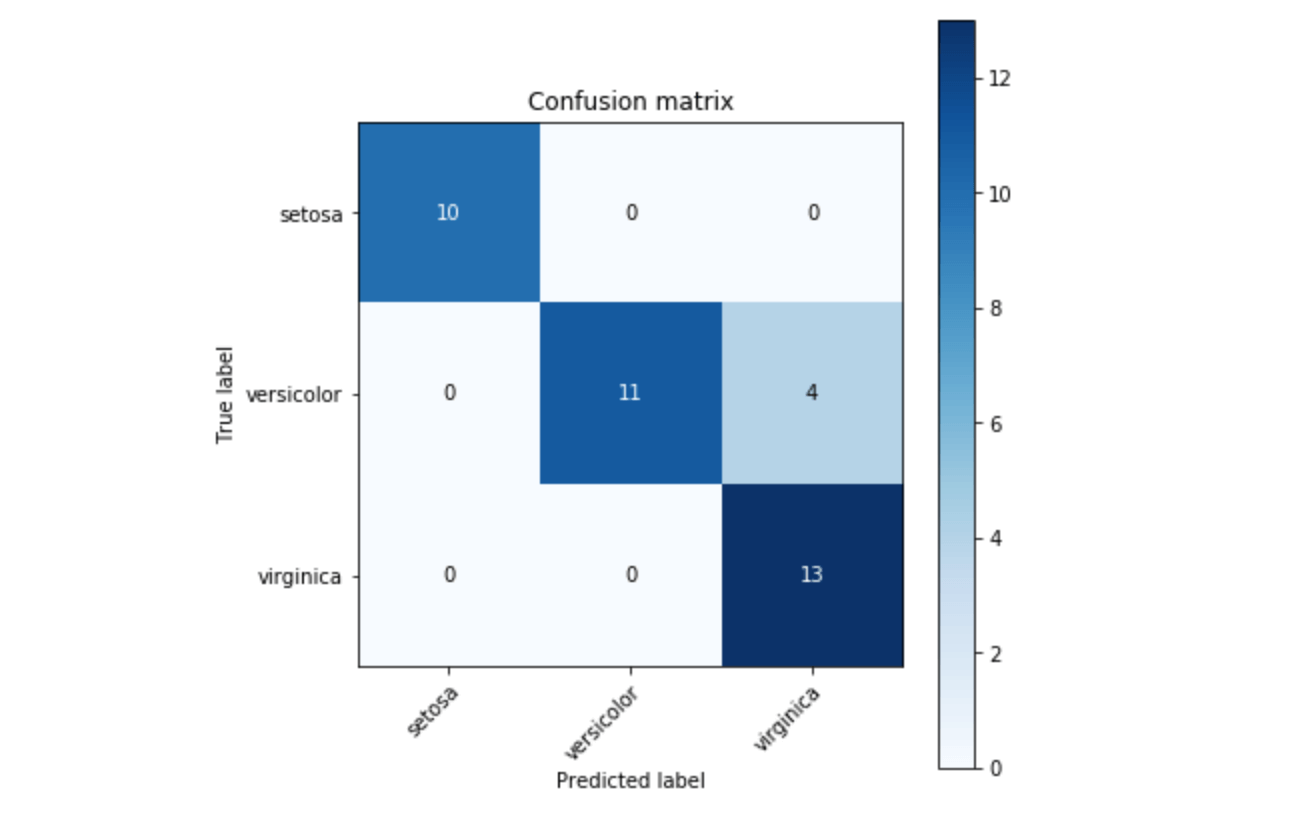 Confusion matrix
12
10
8
6
4
2
0
True label
setosa
10 0 0
versicolor
0 11 4
virginica
0 0 13
setosa versicolor virginica
Predicted label